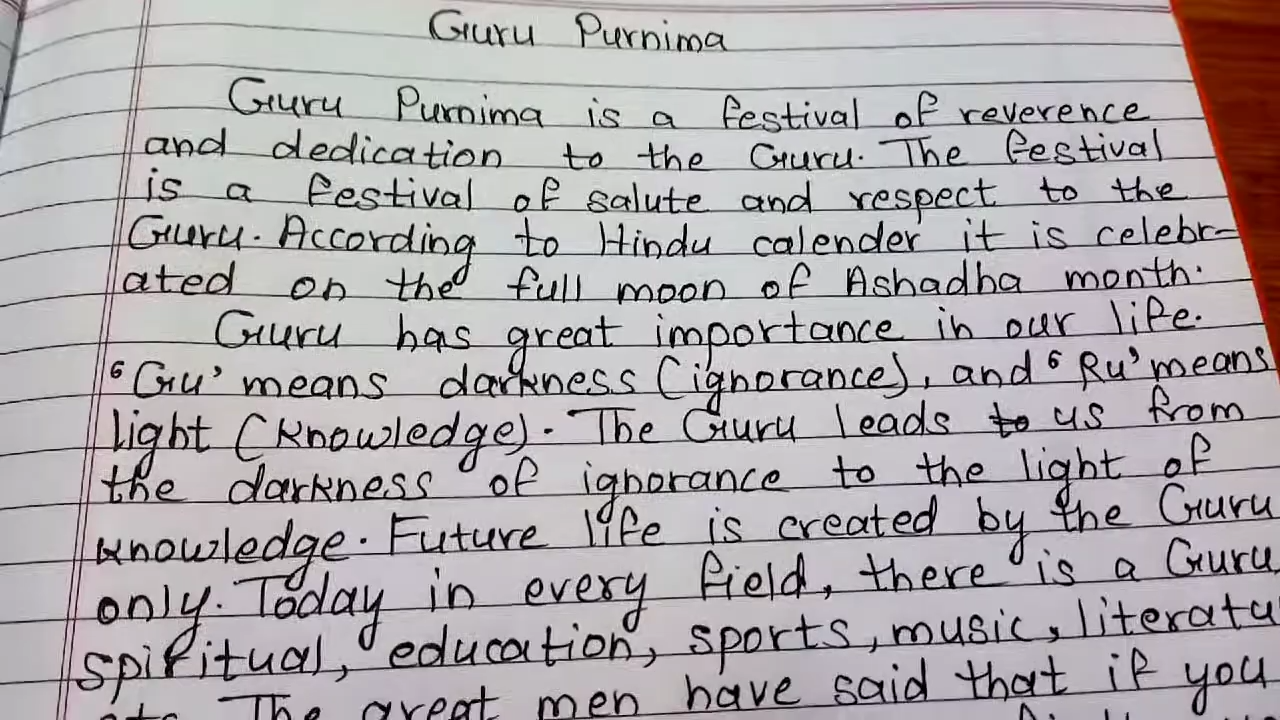 Guru Purnima
Guru Purnima is a festival of reverence
and dedication to the Guru. The festival
is a festival of salute and respect to the
Guru. According to Hindu calender it is celebr-
ated on the full moon of Ashadha month.
Guru has great importance in our life.
'Gu' means darkness (ignorance), and 'Ru' means
light (knowledge). The Guru leads to us from
the darkness of ignorance to the light of
knowledge. Future life is created by the Guru
only. Today in every field, there is a Guru
spiritual, education, sports, music, literatu
etc. The great men have said that if you